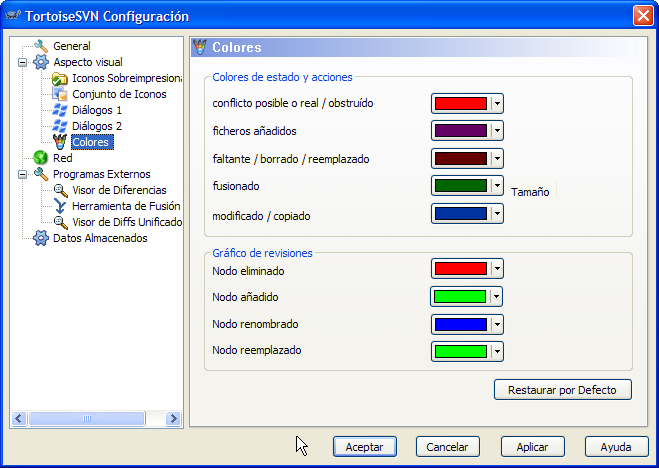 TortoiseSVN Configuración
General
Aspecto visual
Iconos Sobreimpresiona
Conjunto de Iconos
Diálogos 1
Diálogos 2
Colores
Red
Programas Externos
Visor de Diferencias
Herramienta de Fusión
Visor de Diffs Unificado
Datos Almacenados
Colores
Colores de estado y acciones
conflicto posible o real / obstruído
ficheros añadidos
faltante / borrado / reemplazado
fusionado
Tamaño
modificado / copiado
Gráfico de revisiones
Nodo eliminado
Nodo añadido
Nodo renombrado
Nodo reemplazado
Restaurar por Defecto
Aceptar
Cancelar
Aplicar
Ayuda